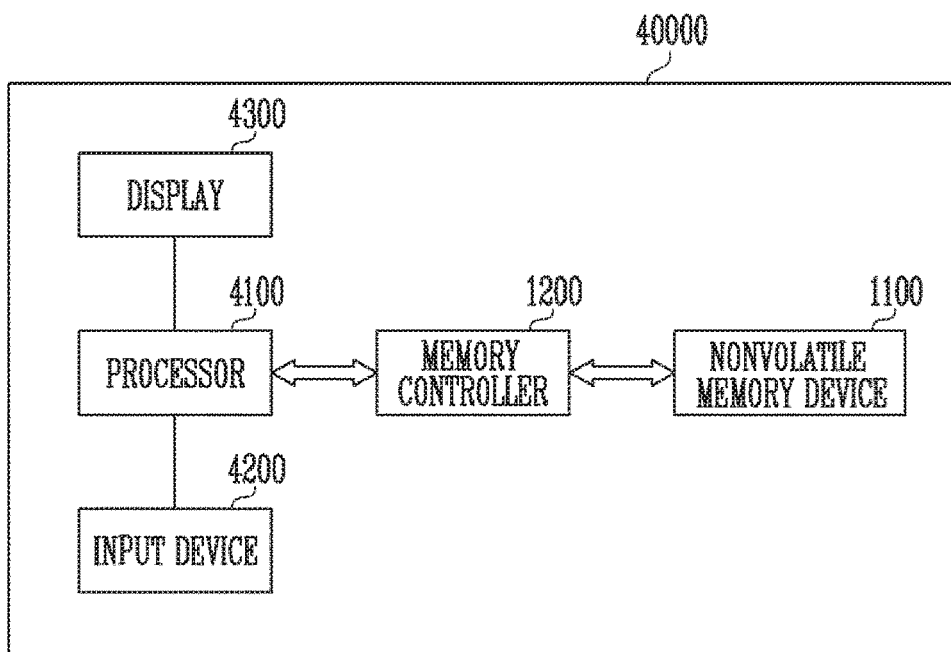 40000
4300
DISPLAY
4100
PROCESSOR
1200
MEMORY
CONTROLLER
1100
NONVOLATILE
MEMORY DEVICE
4200
INPUT DEVICE